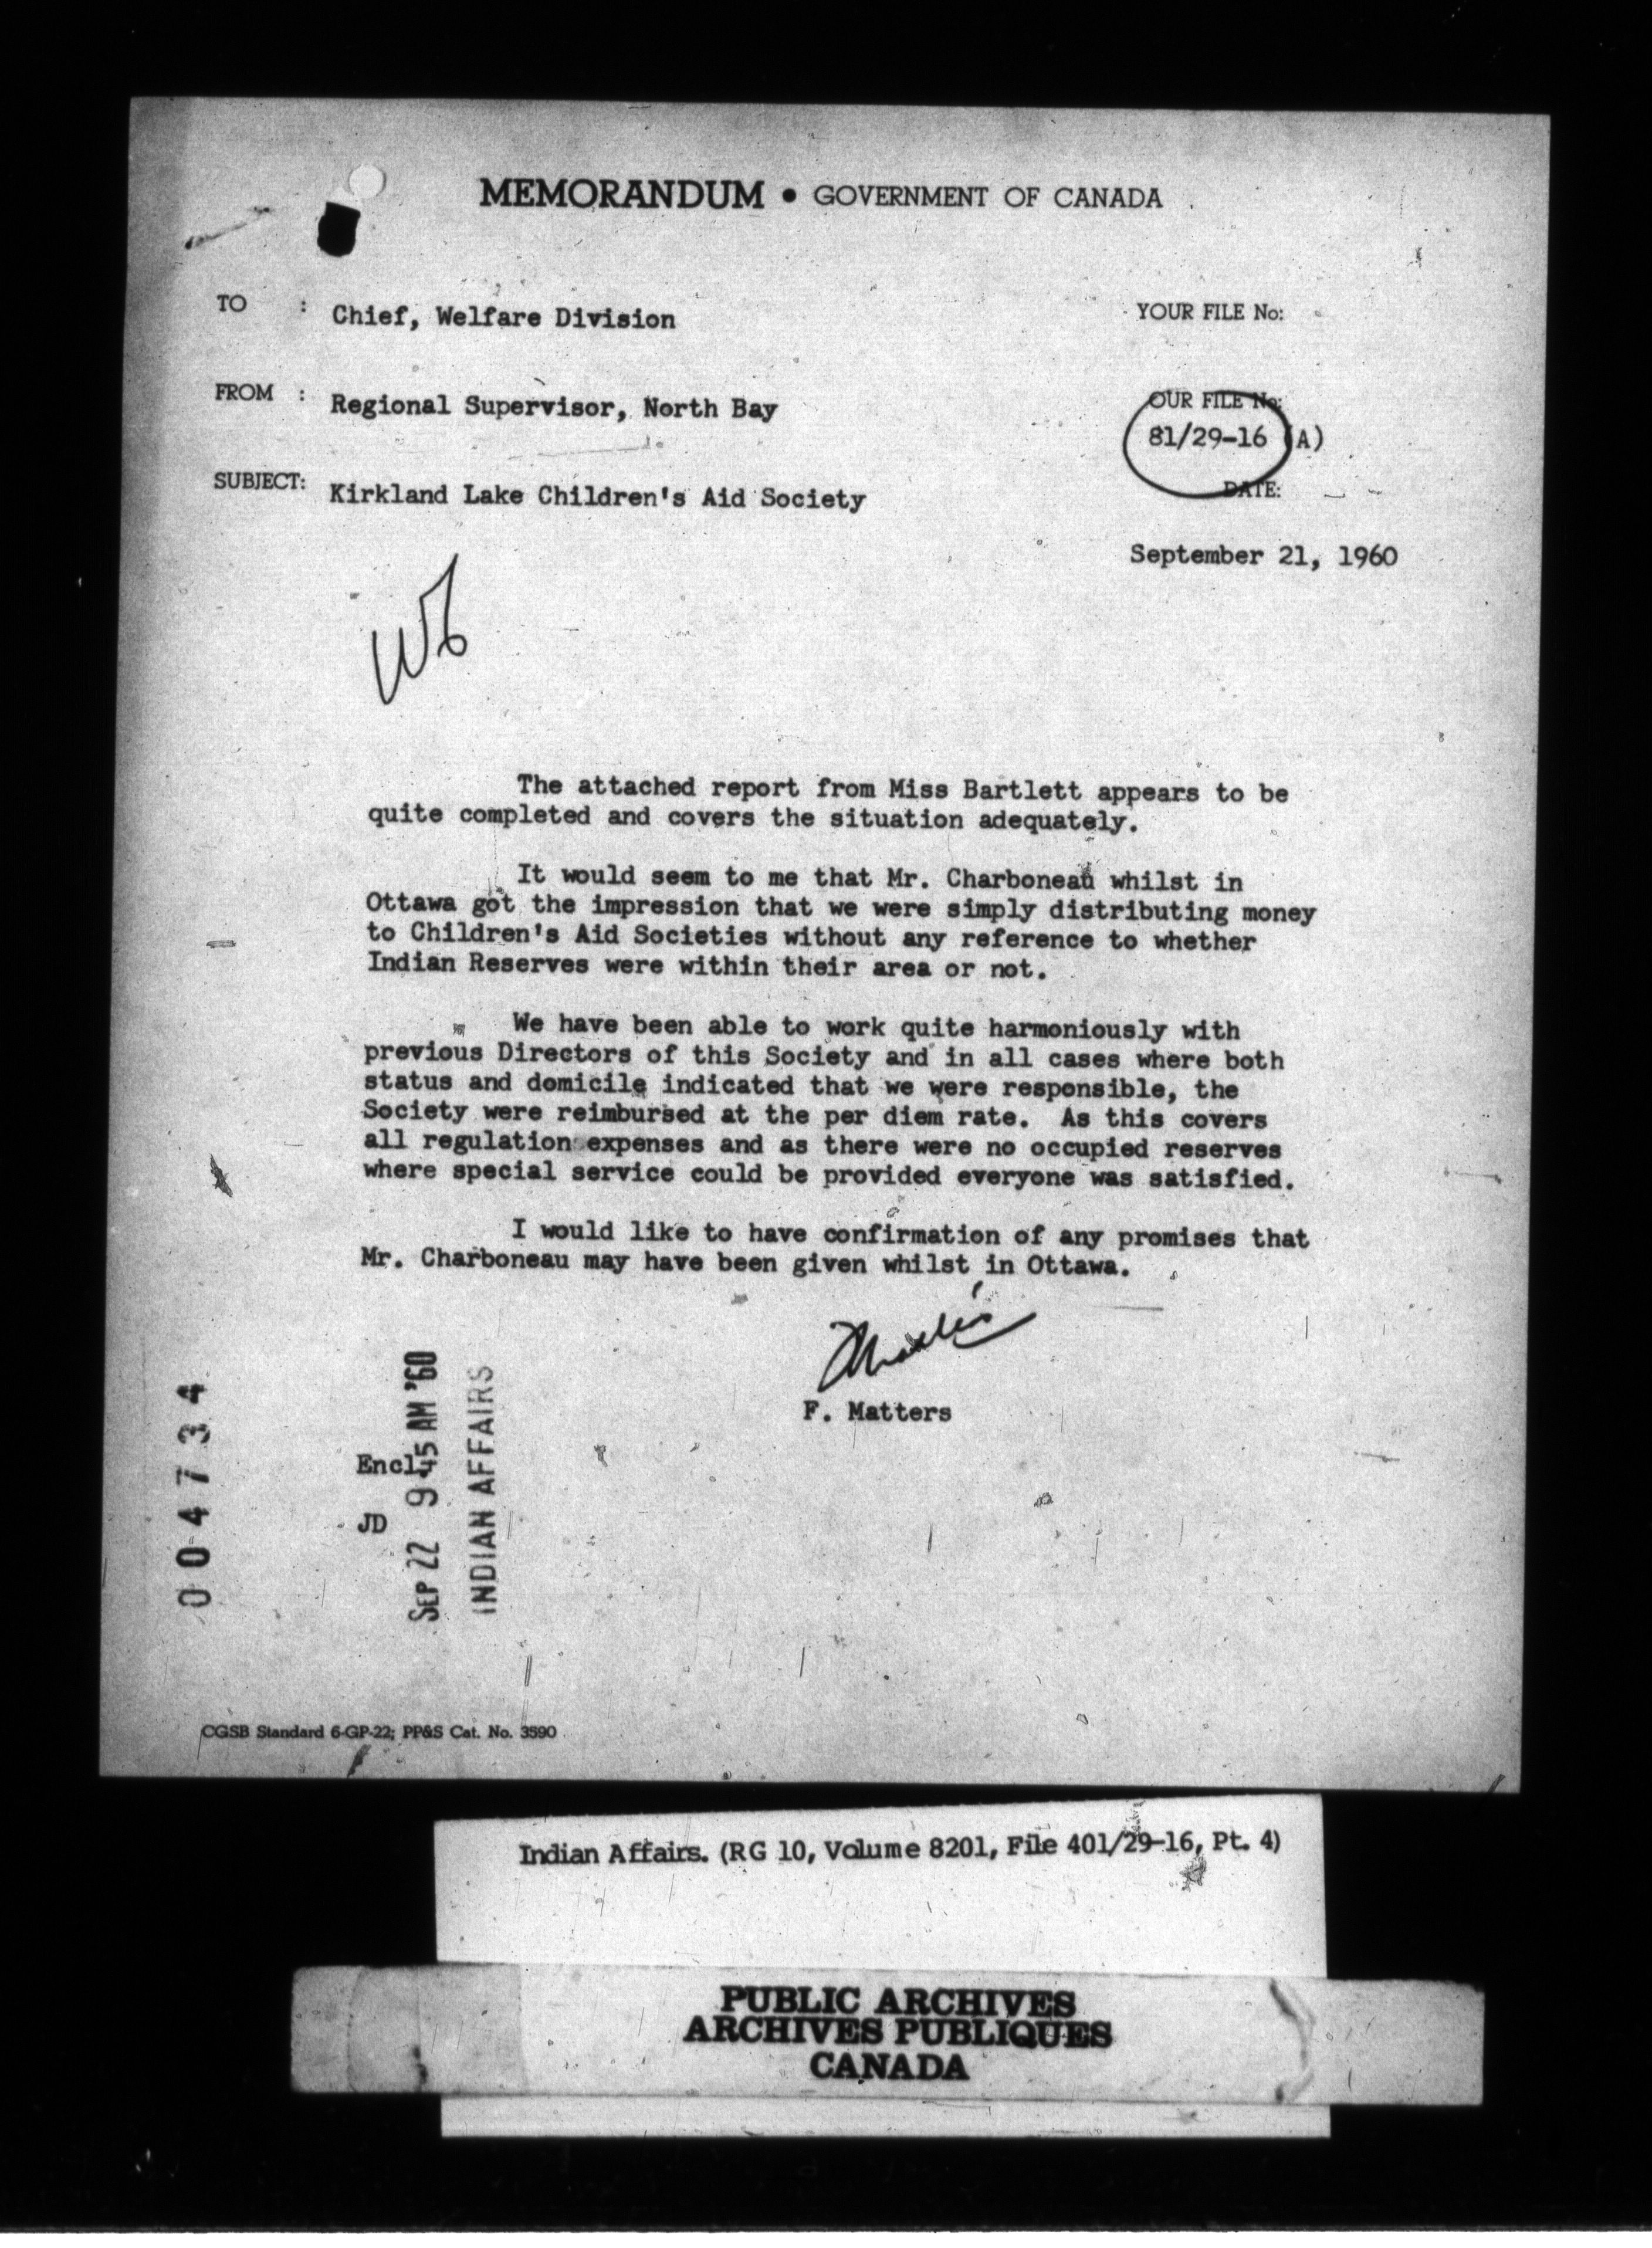 MEMORANDUM • GOVERNMENT OF CANADA
TO : Chief, Welfare Division
YOUR FILE No:
FROM : Regional Supervisor, North Bay
OUR FILE No:
81/29-16 (A)
SUBJECT: Kirkland Lake Children's Aid Society
DATE:
September 21, 1960
The attached report from Miss Bartlett appears to be
quite completed and covers the situation adequately.
It would seem to me that Mr. Charboneau whilst in
Ottawa got the impression that we were simply distributing money
to Children's Aid Societies without any reference to whether
Indian Reserves were within their area or not.
We have been able to work quite harmoniously with
previous Directors of this Society and in all cases where both
status and domicile indicated that we were responsible, the
Society were reimbursed at the per diem rate. As this covers
all regulation expenses and as there were no occupied reserves
where special service could be provided everyone was satisfied.
I would like to have confirmation of any promises that
Mr. Charboneau may have been given whilst in Ottawa.
F. Matters
Encl.
JD
SEP 22 9 45 AM '60
INDIAN AFFAIRS
004734
CGSB Standard 6-GP-22; PP&S Cat. No. 3590
Indian Affairs. (RG 10, Volume 8201, File 401/29-16, Pt. 4)
PUBLIC ARCHIVES
ARCHIVES PUBLIQUES
CANADA